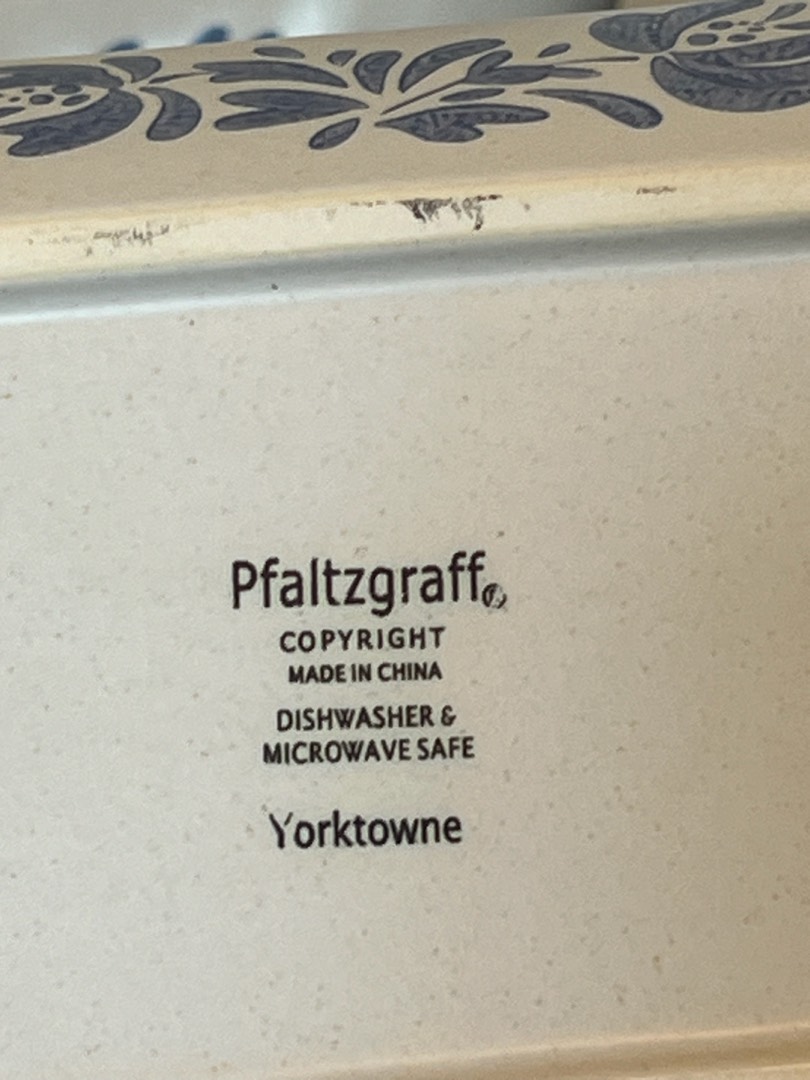 Pfaltzgraff®
COPYRIGHT
MADE IN CHINA
DISHWASHER &
MICROWAVE SAFE
Yorktowne